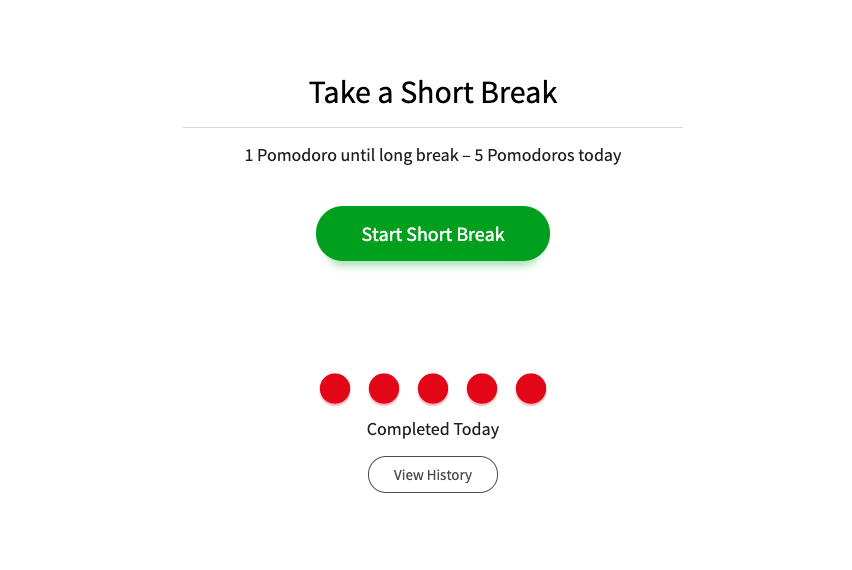 Take a Short Break
1 Pomodoro until long break – 5 Pomodoros today
Start Short Break
Completed Today
View History